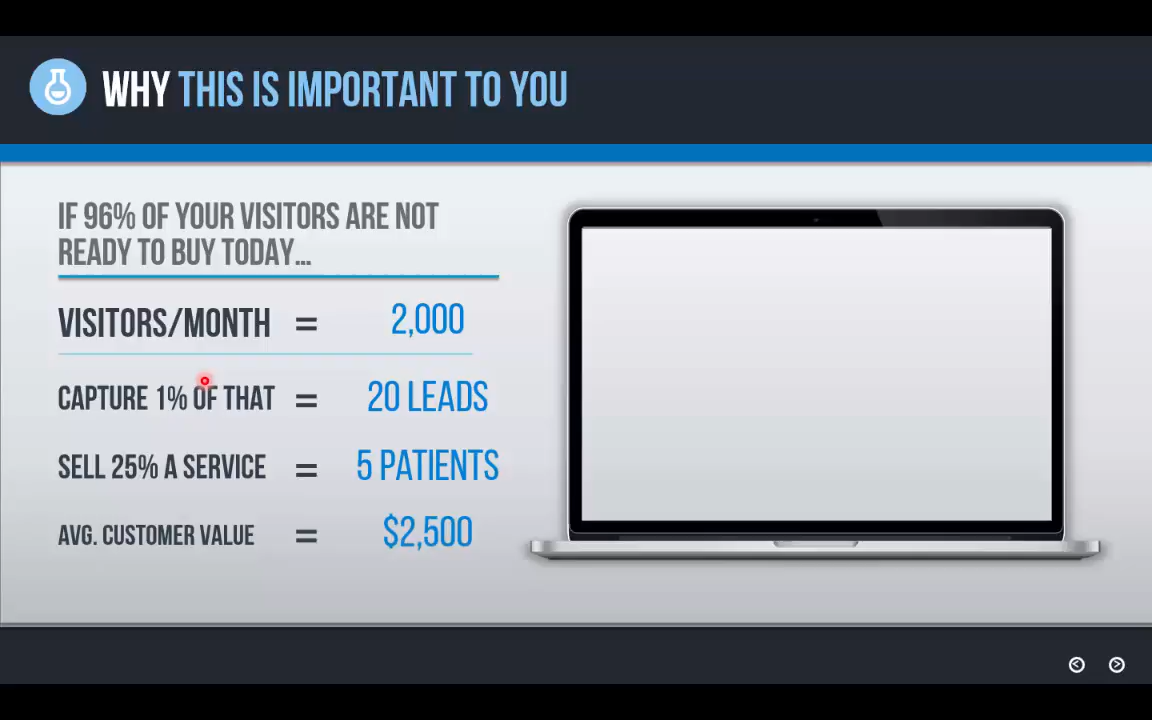 WHY THIS IS IMPORTANT TO YOU
IF 96% OF YOUR VISITORS ARE NOT
READY TO BUY TODAY...
VISITORS/MONTH = 2,000
CAPTURE 1% OF THAT = 20 LEADS
SELL 25% A SERVICE = 5 PATIENTS
AVG. CUSTOMER VALUE = $2,500